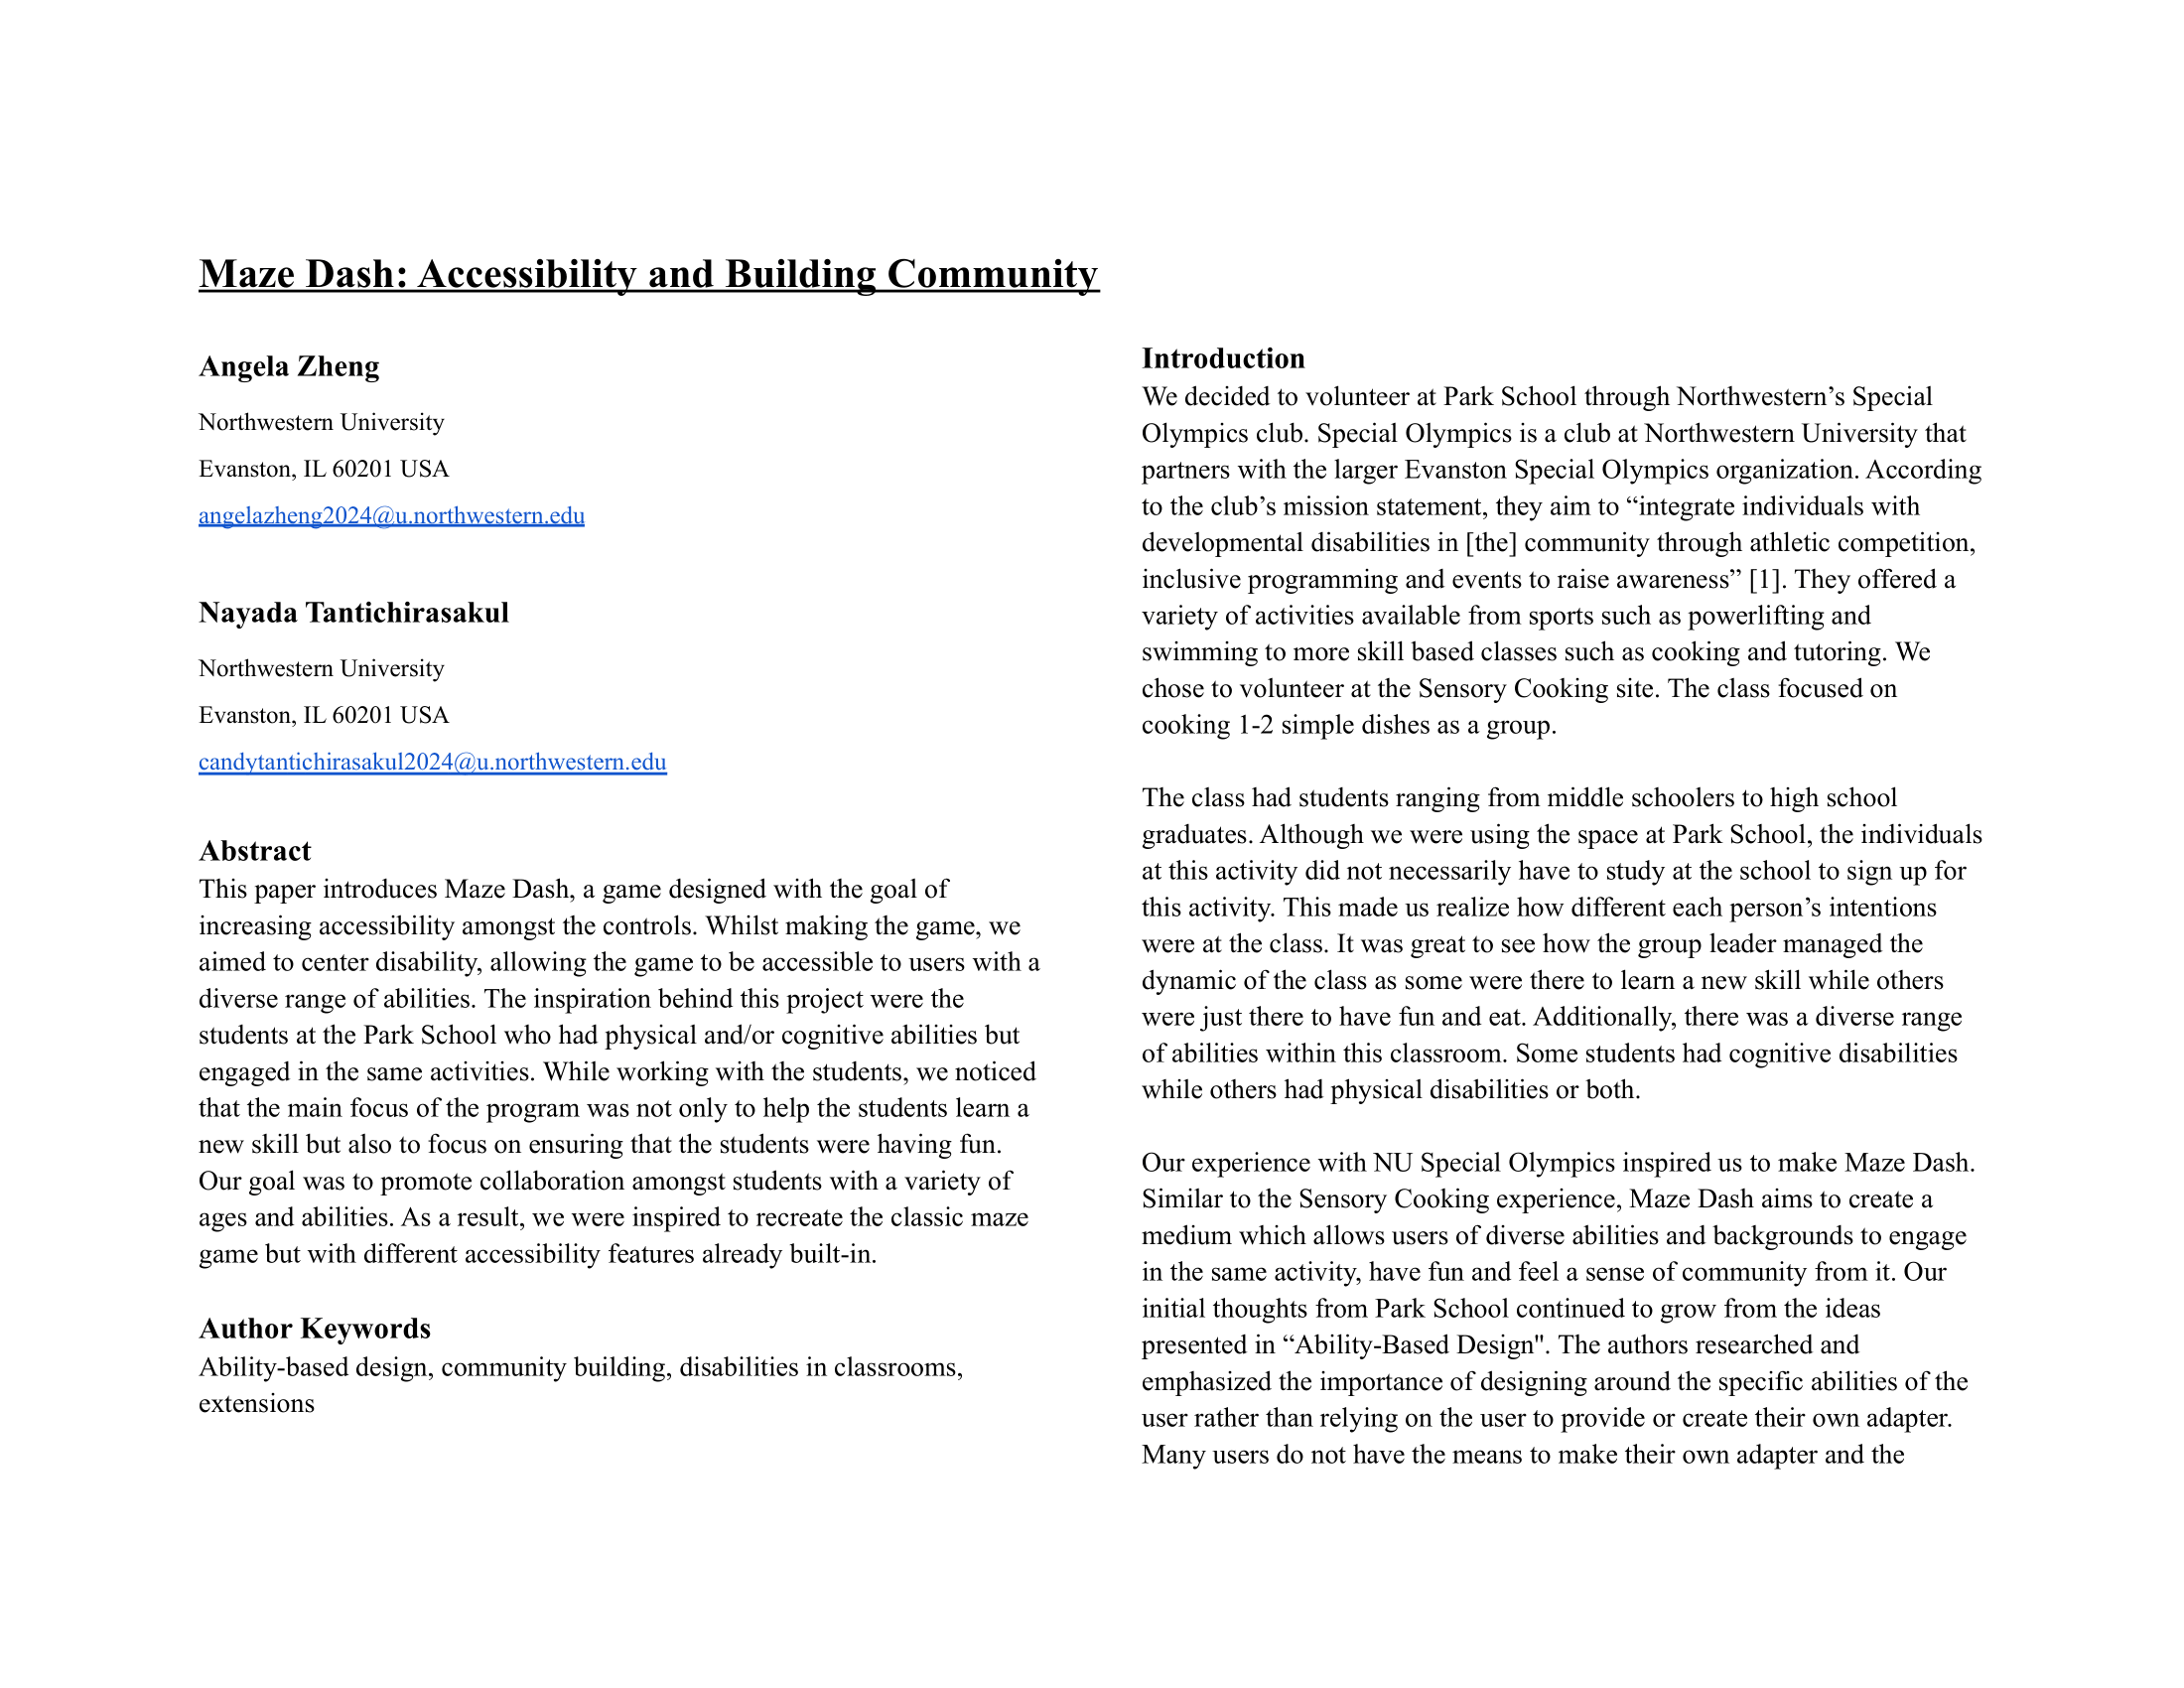 Maze Dash: Accessibility and Building Community
Angela Zheng
Northwestern University
Evanston, IL 60201 USA
angelazheng2024@u.northwestern.edu
Nayada Tantichirasakul
Northwestern University
Evanston, IL 60201 USA
candytantichirasakul2024@u.northwestern.edu
Abstract
This paper introduces Maze Dash, a game designed with the goal of
increasing accessibility amongst the controls. Whilst making the game, we
aimed to center disability, allowing the game to be accessible to users with a
diverse range of abilities. The inspiration behind this project were the
students at the Park School who had physical and/or cognitive abilities but
engaged in the same activities. While working with the students, we noticed
that the main focus of the program was not only to help the students learn a
new skill but also to focus on ensuring that the students were having fun.
Our goal was to promote collaboration amongst students with a variety of
ages and abilities. As a result, we were inspired to recreate the classic maze
game but with different accessibility features already built-in.
Author Keywords
Ability-based design, community building, disabilities in classrooms,
extensions
Introduction
We decided to volunteer at Park School through Northwestern’s Special
Olympics club. Special Olympics is a club at Northwestern University that
partners with the larger Evanston Special Olympics organization. According
to the club’s mission statement, they aim to “integrate individuals with
developmental disabilities in [the] community through athletic competition,
inclusive programming and events to raise awareness” [1]. They offered a
variety of activities available from sports such as powerlifting and
swimming to more skill based classes such as cooking and tutoring. We
chose to volunteer at the Sensory Cooking site. The class focused on
cooking 1-2 simple dishes as a group.
The class had students ranging from middle schoolers to high school
graduates. Although we were using the space at Park School, the individuals
at this activity did not necessarily have to study at the school to sign up for
this activity. This made us realize how different each person’s intentions
were at the class. It was great to see how the group leader managed the
dynamic of the class as some were there to learn a new skill while others
were just there to have fun and eat. Additionally, there was a diverse range
of abilities within this classroom. Some students had cognitive disabilities
while others had physical disabilities or both.
Our experience with NU Special Olympics inspired us to make Maze Dash.
Similar to the Sensory Cooking experience, Maze Dash aims to create a
medium which allows users of diverse abilities and backgrounds to engage
in the same activity, have fun and feel a sense of community from it. Our
initial thoughts from Park School continued to grow from the ideas
presented in “Ability-Based Design". The authors researched and
emphasized the importance of designing around the specific abilities of the
user rather than relying on the user to provide or create their own adapter.
Many users do not have the means to make their own adapter and the